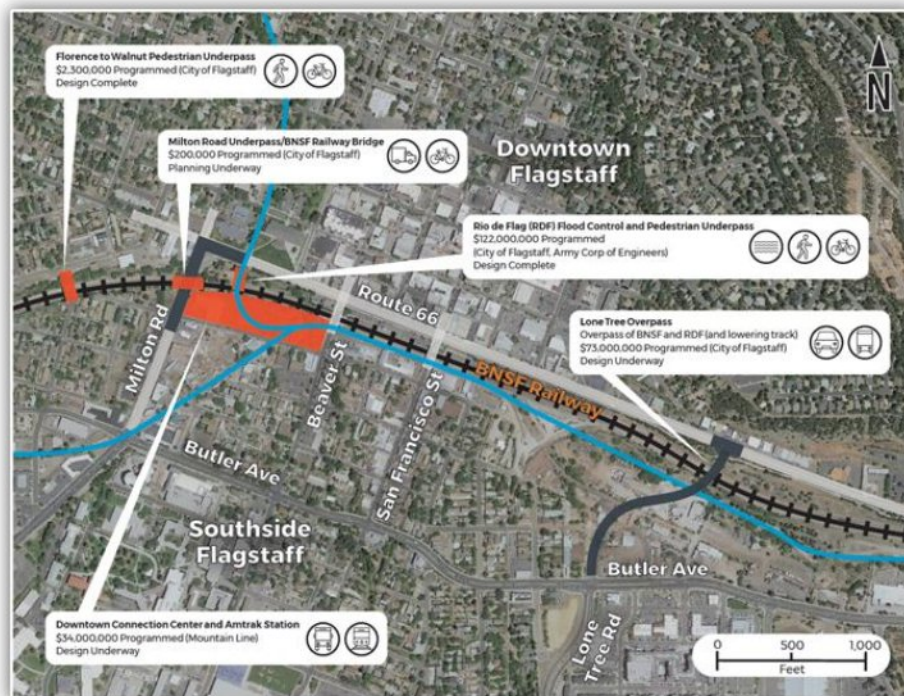 Florence to Walnut Pedestrian Underpass
$2,300,000 Programmed (City of Flagstaff)
Design Complete
N
Milton Road Underpass/BNSF Railway Bridge
$200,000 Programmed (City of Flagstaff)
Planning Underway
Downtown
Flagstaff
Rio de Flag (RDF) Flood Control and Pedestrian Underpass
$122,000,000 Programmed
(City of Flagstaff, Army Corp of Engineers)
Design Complete
Route 66
Lone Tree Overpass
Overpass of BNSF and RDF (and lowering track)
$73,000,000 Programmed (City of Flagstaff)
Design Underway
Milton Rd
Beaver St
San Francisco St
BNSF Railway
Butler Ave
Southside
Flagstaff
Butler Ave
Downtown Connection Center and Amtrak Station
$34,000,000 Programmed (Mountain Line)
Design Underway
Lone
Tree Rd
0 500 1,000
Feet